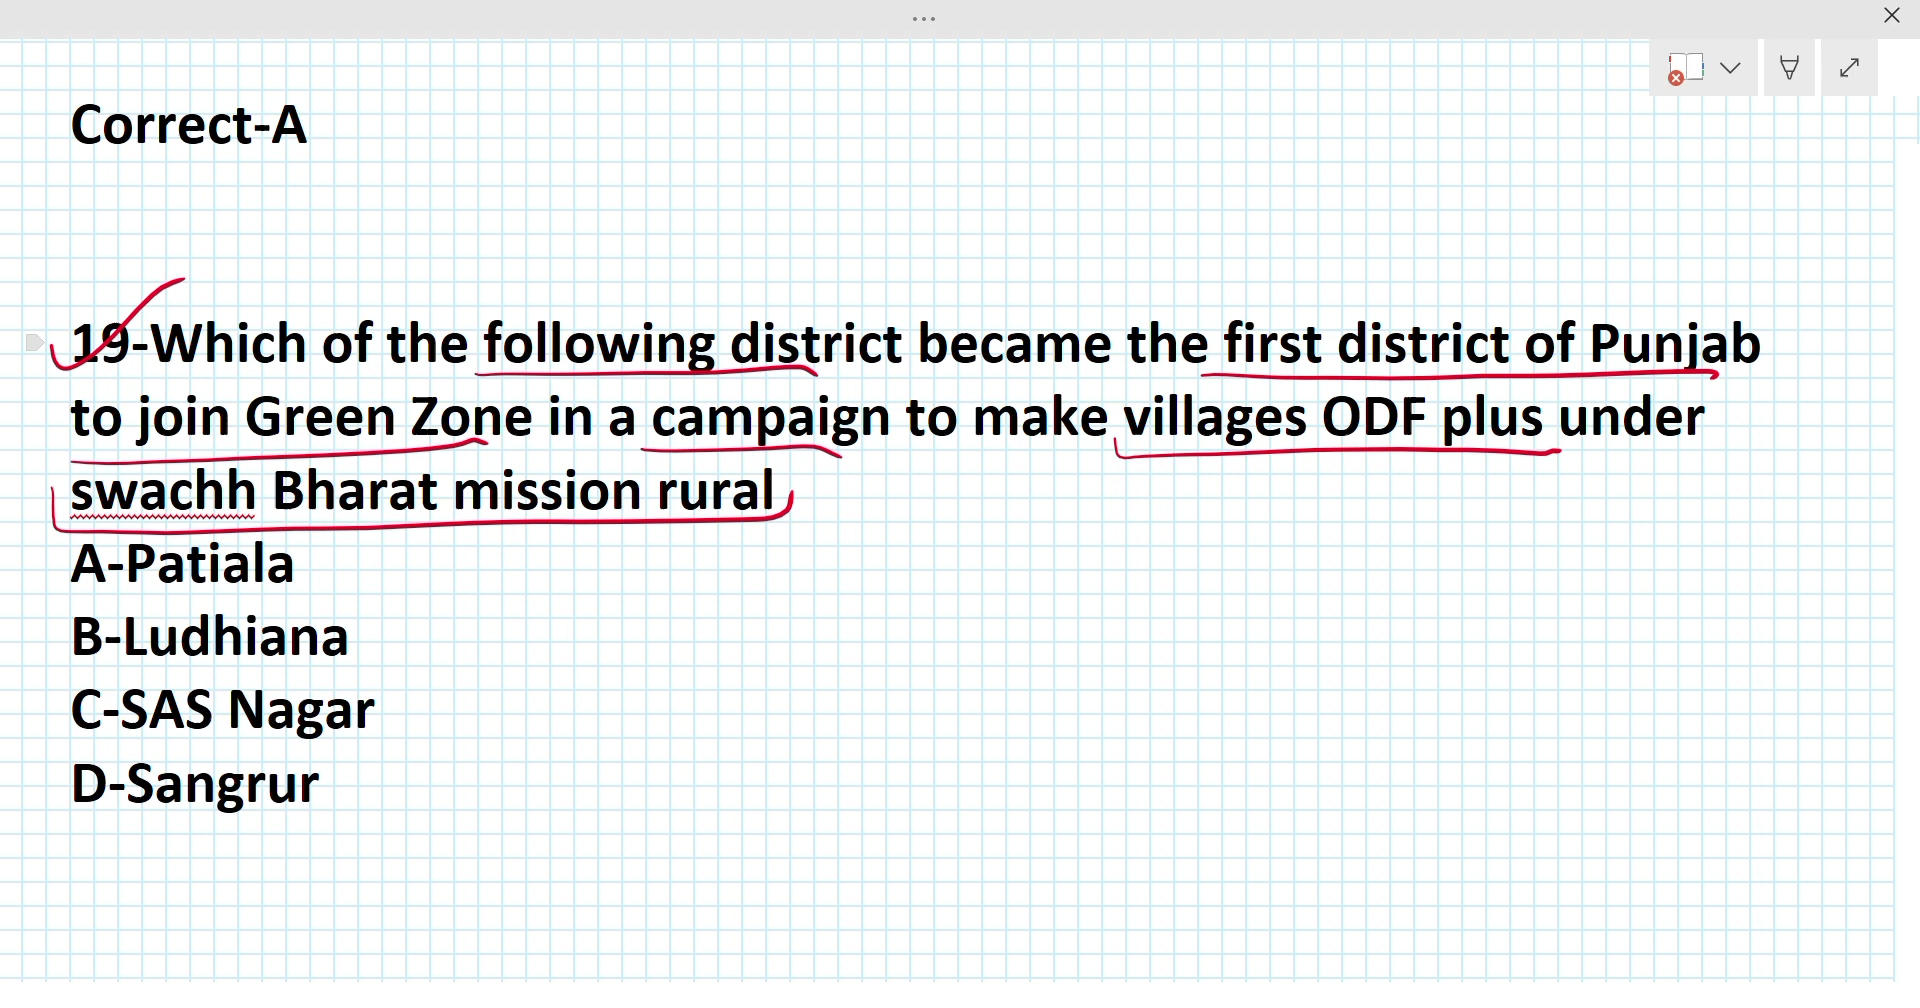 Correct-A
19-Which of the following district became the first district of Punjab
to join Green Zone in a campaign to make villages ODF plus under
swachh Bharat mission rural
A-Patiala
B-Ludhiana
C-SAS Nagar
D-Sangrur